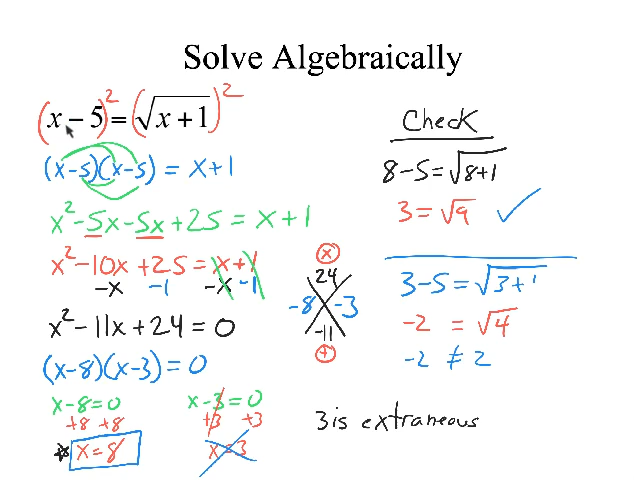 Solve Algebraically
(x − 5)² = (√(x + 1))²
(x−5)(x−5) = x+1
x² −5x −5x +25 = x+1
x² −10x +25 = x+1
−x −1 −x −1
x² −11x +24 = 0
(x−8)(x−3) = 0
x−8=0 x−3=0
+8 +8 +3 +3
x=8 x=3
x
24
−8 −3
−11
+
Check
8−5=√(8+1)
3 = √9 ✓
3−5 = √(3+1)
−2 = √4
−2 ≠ 2
3 is extraneous